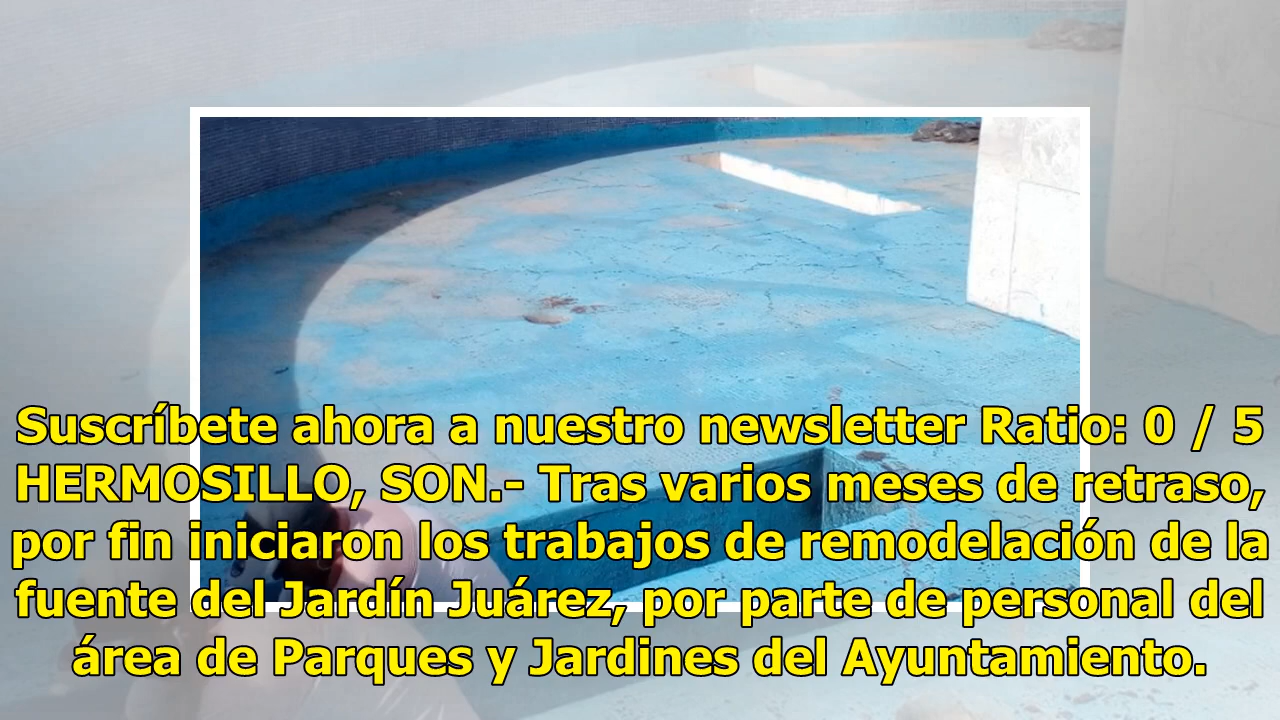 Suscríbete ahora a nuestro newsletter Ratio: 0 / 5
HERMOSILLO, SON.- Tras varios meses de retraso,
por fin iniciaron los trabajos de remodelación de la
fuente del Jardín Juárez, por parte de personal del
área de Parques y Jardines del Ayuntamiento.